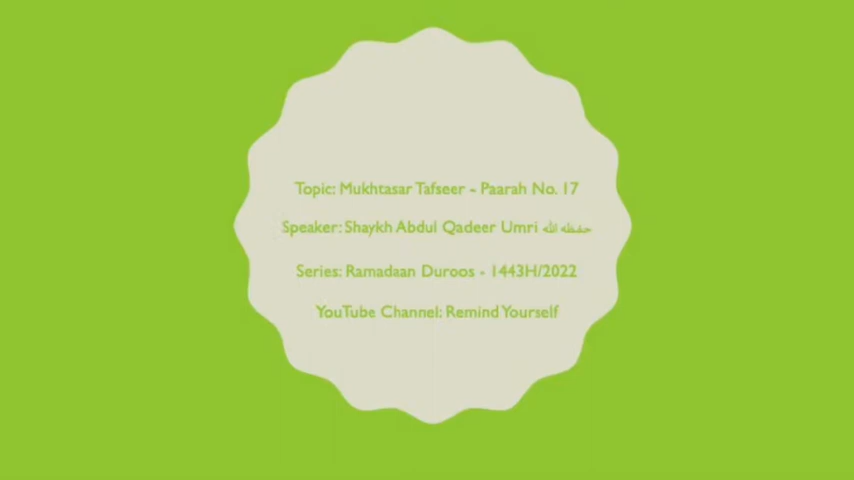 Topic: Mukhtasar Tafseer - Paarah No. 17
Speaker: Shaykh Abdul Qadeer Umri حفظه الله
Series: Ramadaan Duroos - 1443H/2022
YouTube Channel: Remind Yourself